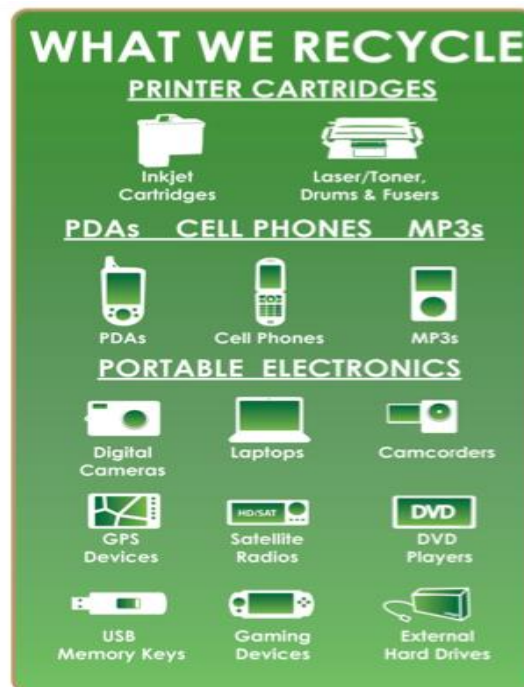 WHAT WE RECYCLE
PRINTER CARTRIDGES
Inkjet
Cartridges
Laser/Toner,
Drums & Fusers
PDAs CELL PHONES MP3s
PDAs
Cell Phones
MP3s
PORTABLE ELECTRONICS
Digital
Cameras
Laptops
Camcorders
GPS
Devices
HD/SAT
Satellite
Radios
DVD
DVD
Players
USB
Memory Keys
Gaming
Devices
External
Hard Drives